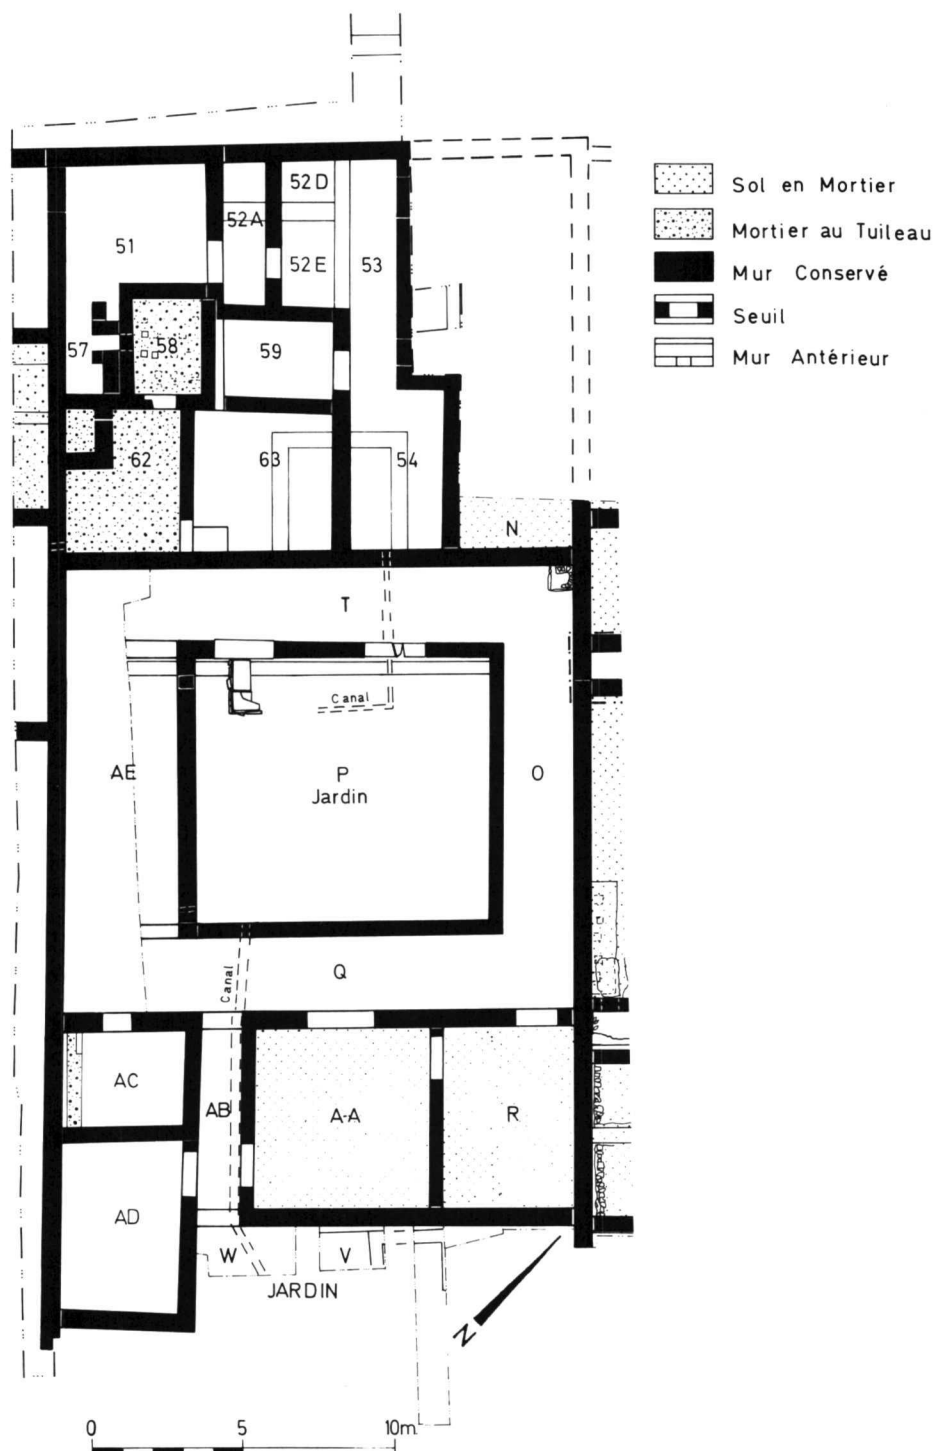 Sol en Mortier
Mortier au Tuileau
Mur Conservé
Seuil
Mur Antérieur
52D
52A
51
52E
53
57
58
59
62
63
54
N
T
Canal
AE
P
Jardin
O
Q
Canal
AC
AB
A-A
R
AD
W
V
JARDIN
N
0
5
10m.